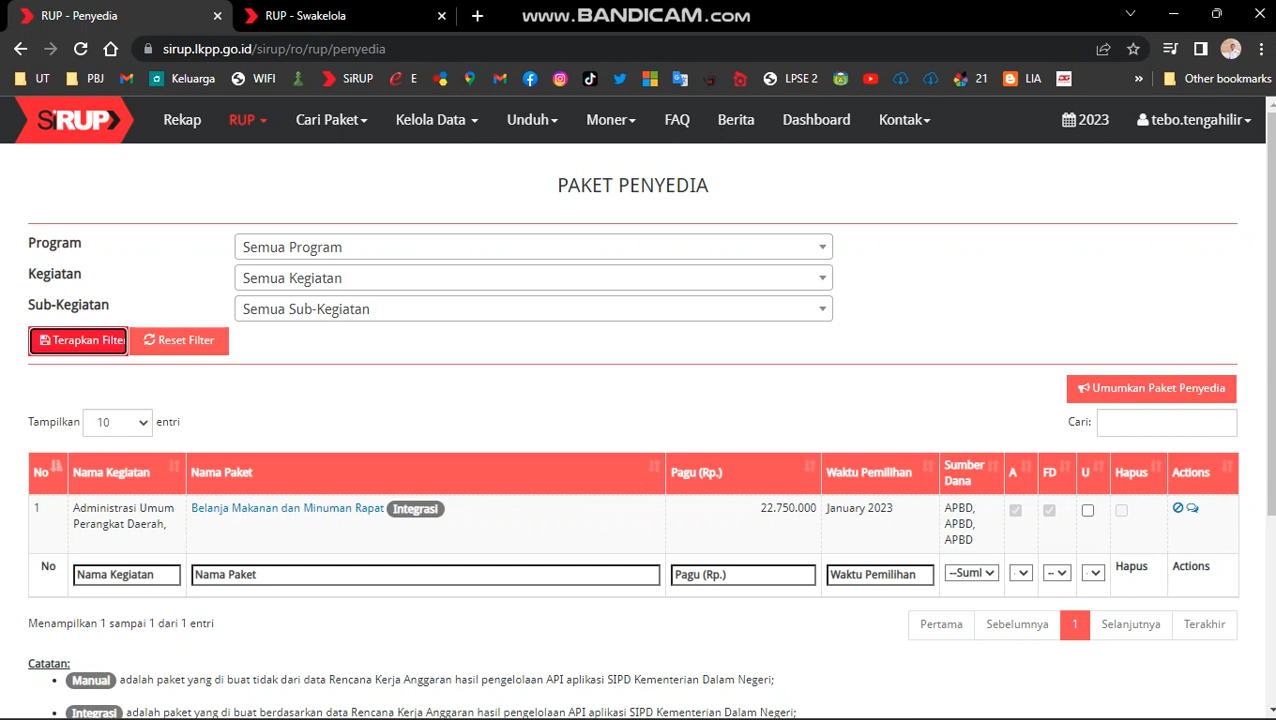 RUP - Penyedia
RUP - Swakelola
www.BANDICAM.com
sirup.lkpp.go.id/sirup/ro/rup/penyedia
UT PBJ Keluarga WIFI SiRUP E LPSE 2 21 LIA » Other bookmarks
SiRUP Rekap RUP Cari Paket Kelola Data Unduh Moner FAQ Berita Dashboard Kontak 2023 tebo.tengahilir
PAKET PENYEDIA
Program Semua Program
Kegiatan Semua Kegiatan
Sub-Kegiatan Semua Sub-Kegiatan
Terapkan Filte Reset Filter
Umumkan Paket Penyedia
Tampilkan 10 entri Cari:
No Nama Kegiatan Nama Paket Pagu (Rp.) Waktu Pemilihan Sumber Dana A FD U Hapus Actions
1 Administrasi Umum Perangkat Daerah, Belanja Makanan dan Minuman Rapat Integrasi 22.750.000 January 2023 APBD, APBD, APBD
No Nama Kegiatan Nama Paket Pagu (Rp.) Waktu Pemilihan --Suml Hapus Actions
Menampilkan 1 sampai 1 dari 1 entri
Pertama Sebelumnya 1 Selanjutnya Terakhir
Catatan:
• Manual adalah paket yang di buat tidak dari data Rencana Kerja Anggaran hasil pengelolaan API aplikasi SIPD Kementerian Dalam Negeri;
• Integrasi adalah paket yang di buat berdasarkan data Rencana Kerja Anggaran hasil pengelolaan API aplikasi SIPD Kementerian Dalam Negeri;